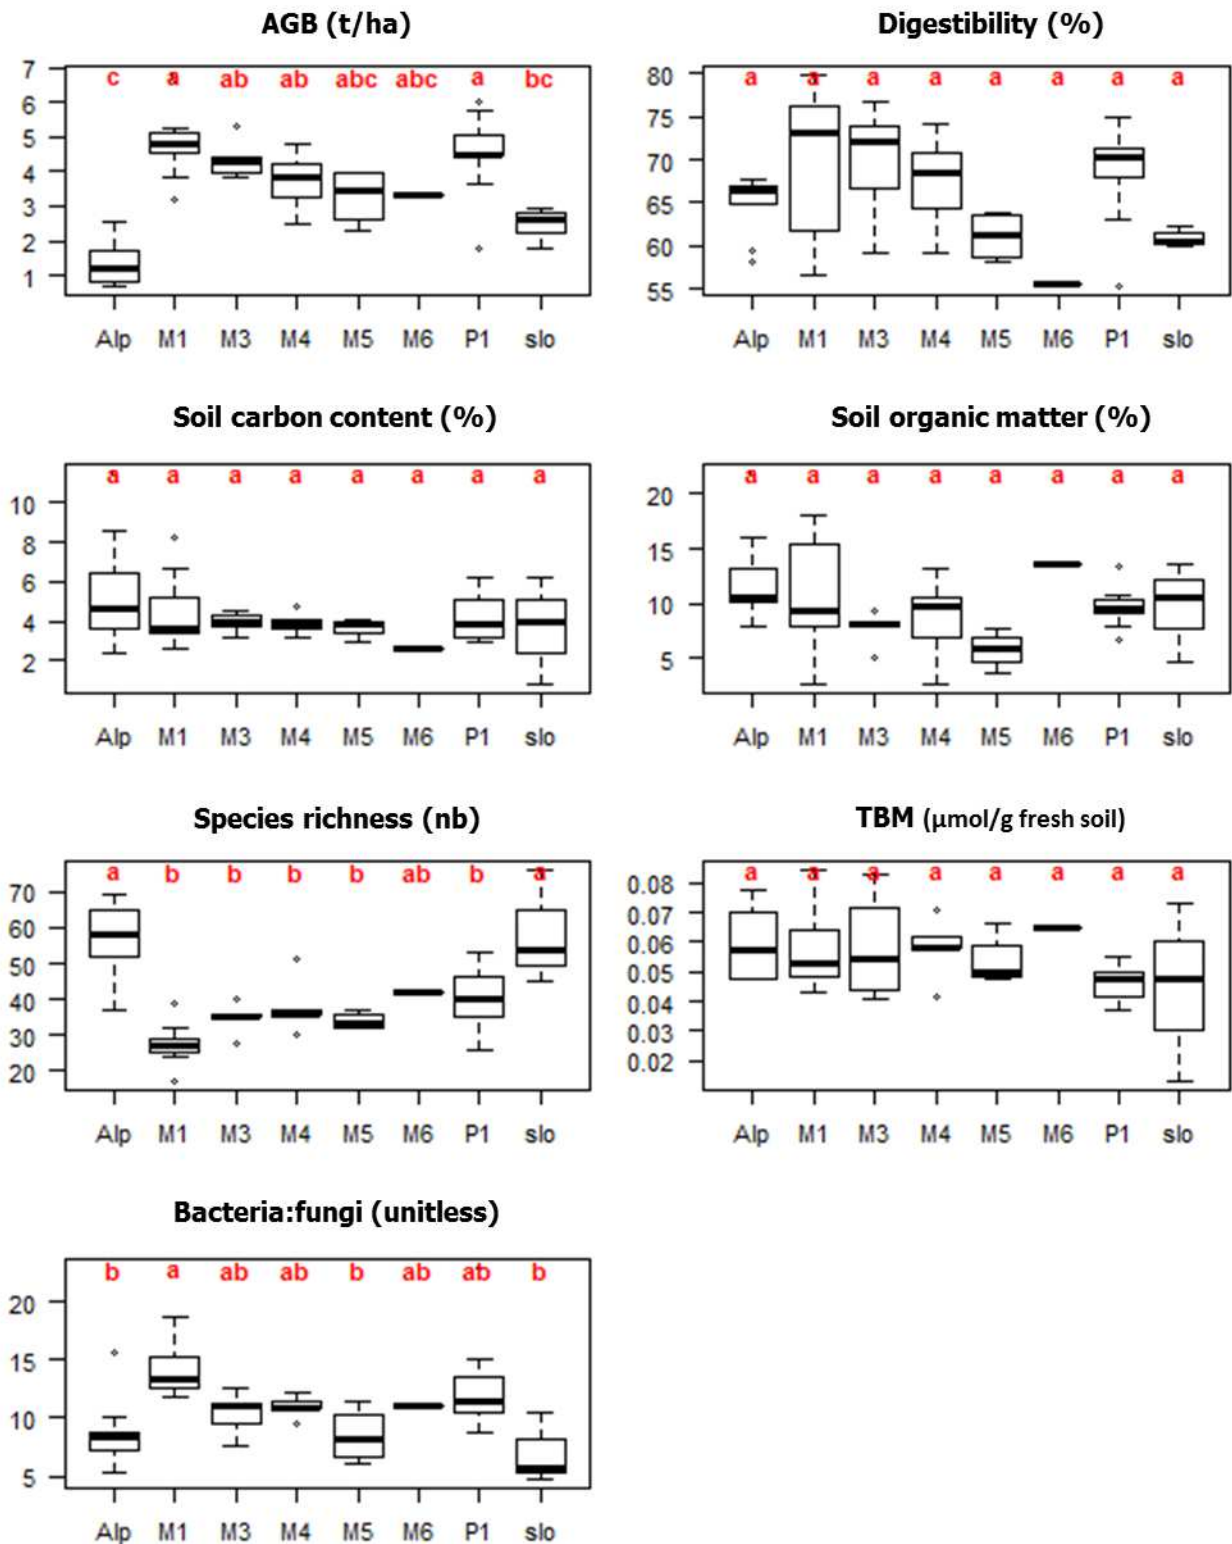 AGB (t/ha)
7
6
5
4
3
2
1
c a ab ab abc abc a bc
Alp M1 M3 M4 M5 M6 P1 slo
Digestibility (%)
80
75
70
65
60
55
a a a a a a a a
Alp M1 M3 M4 M5 M6 P1 slo
Soil carbon content (%)
10
8
6
4
2
a a a a a a a a
Alp M1 M3 M4 M5 M6 P1 slo
Soil organic matter (%)
20
15
10
5
a a a a a a a a
Alp M1 M3 M4 M5 M6 P1 slo
Species richness (nb)
70
60
50
40
30
20
a b b b b ab b a
Alp M1 M3 M4 M5 M6 P1 slo
TBM (µmol/g fresh soil)
0.08
0.07
0.06
0.05
0.04
0.03
0.02
a a a a a a a a
Alp M1 M3 M4 M5 M6 P1 slo
Bacteria:fungi (unitless)
20
15
10
5
b a ab ab b ab ab b
Alp M1 M3 M4 M5 M6 P1 slo